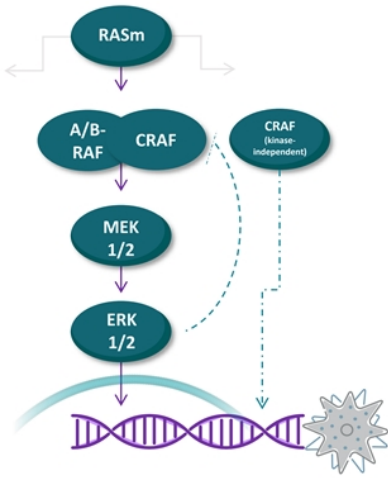 RASm
A/B-
RAF
CRAF
CRAF
(kinase-
independent)
MEK
1/2
ERK
1/2